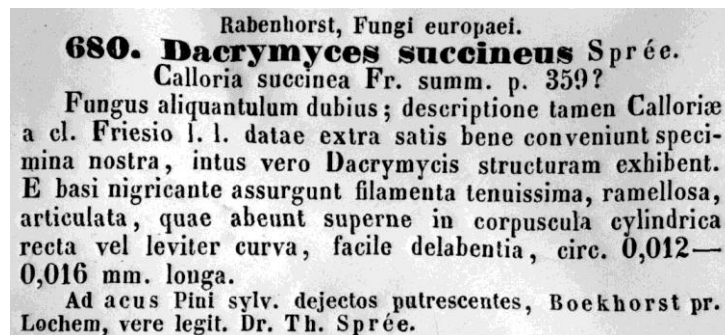 Rabenhorst, Fungi europaei.
680. Dacrymyces succineus Sprée.
Calloria succinea Fr. summ. p. 359?
Fungus aliquantulum dubius; descriptione tamen Calloriæ
a cl. Friesio l. l. datae extra satis bene conveniunt speci-
mina nostra, intus vero Dacrymycis structuram exhibent.
E basi nigricante assurgunt filamenta tenuissima, ramellosa,
articulata, quae abeunt superne in corpuscula cylindrica
recta vel leviter curva, facile delabentia, circ. 0,012—
0,016 mm. longa.
Ad acus Pini sylv. dejectos putrescentes, Boekhorst pr.
Lochem, vere legit. Dr. Th. Sprée.